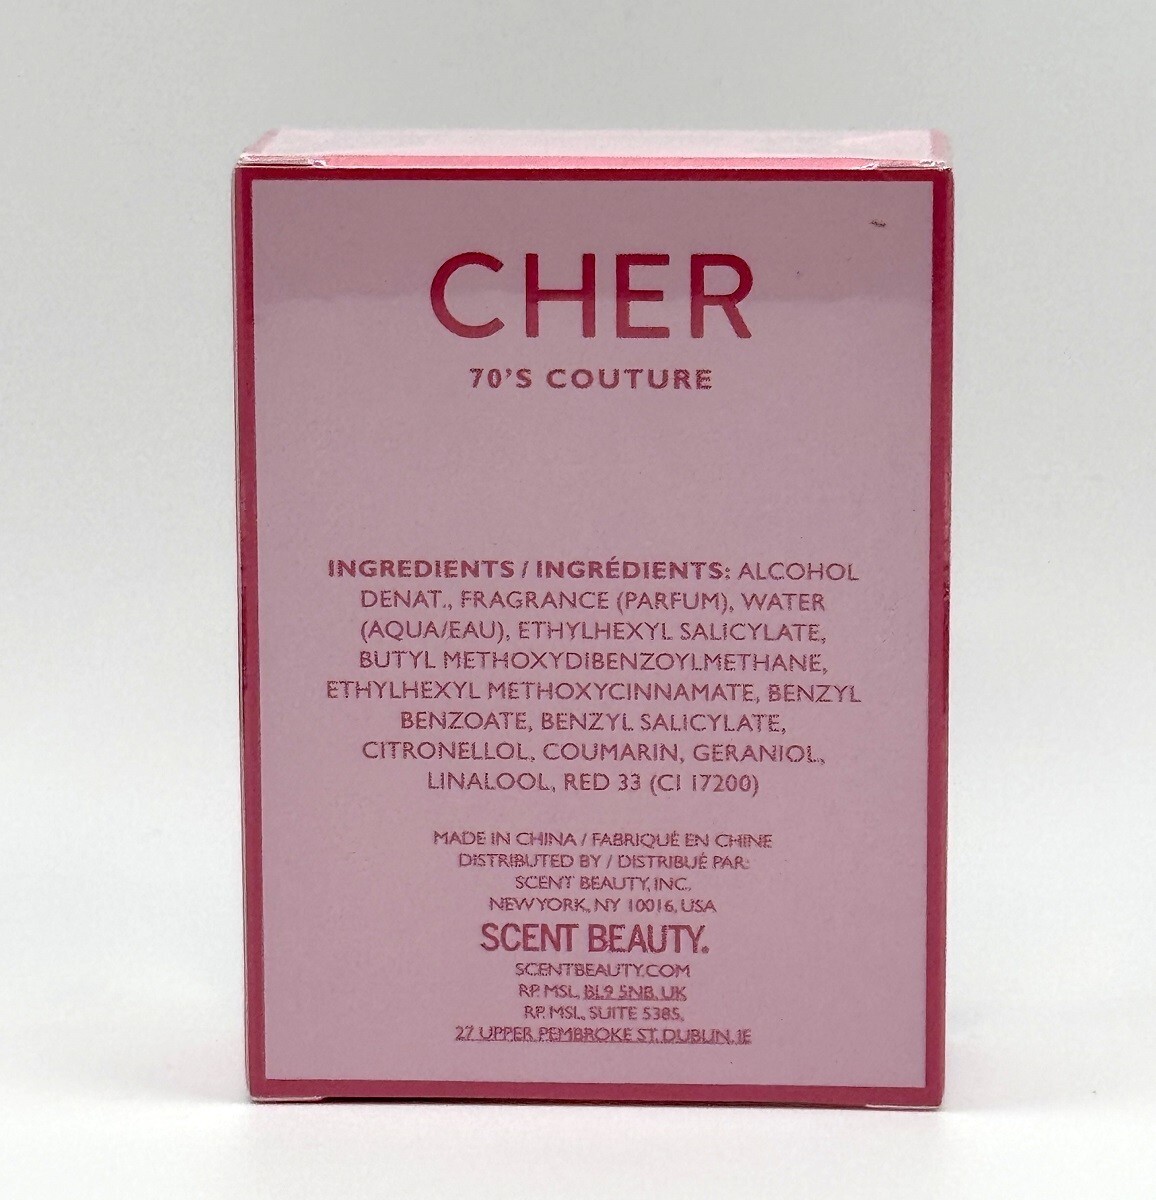 CHER
70'S COUTURE
INGREDIENTS / INGRÉDIENTS: ALCOHOL
DENAT., FRAGRANCE (PARFUM), WATER
(AQUA/EAU), ETHYLHEXYL SALICYLATE,
BUTYL METHOXYDIBENZOYLMETHANE,
ETHYLHEXYL METHOXYCINNAMATE, BENZYL
BENZOATE, BENZYL SALICYLATE,
CITRONELLOL, COUMARIN, GERANIOL,
LINALOOL, RED 33 (CI 17200)
MADE IN CHINA / FABRIQUÉ EN CHINE
DISTRIBUTED BY / DISTRIBUÉ PAR:
SCENT BEAUTY, INC.
NEW YORK, NY 10016, USA
SCENT BEAUTY.
SCENTBEAUTY.COM
RP. MSL, BL9 5NB, UK
RP. MSL, SUITE 5385,
27 UPPER PEMBROKE ST. DUBLIN, IE